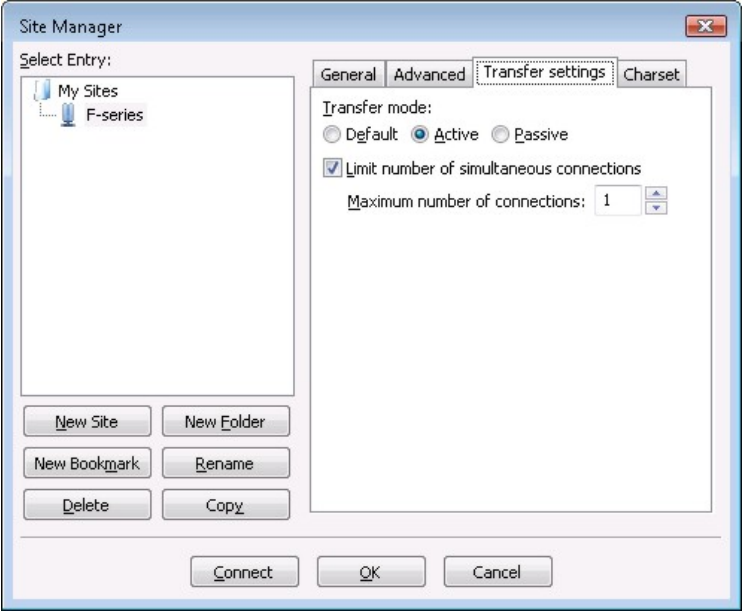 Site Manager
Select Entry:
My Sites
F-series
New Site
New Folder
New Bookmark
Rename
Delete
Copy
General
Advanced
Transfer settings
Charset
Transfer mode:
Default
Active
Passive
Limit number of simultaneous connections
Maximum number of connections: 1
Connect
OK
Cancel